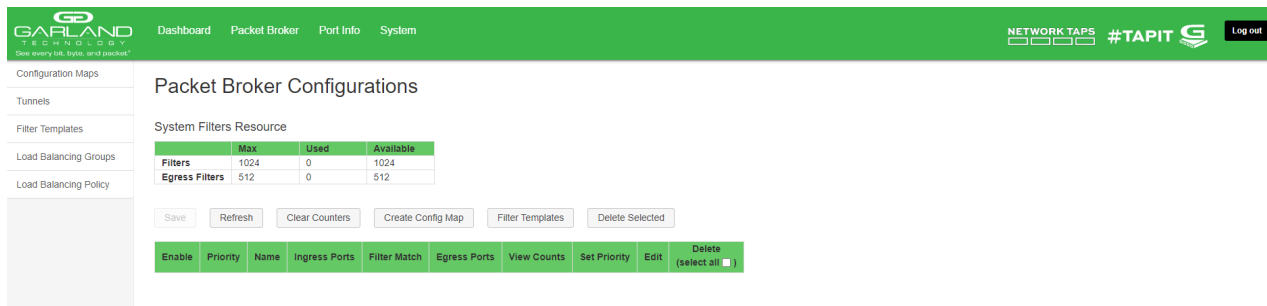 GARLAND
TECHNOLOGY
See every bit, byte, and packet®
Dashboard Packet Broker Port Info System
NETWORK TAPS #TAPIT
Log out
Configuration Maps
Tunnels
Filter Templates
Load Balancing Groups
Load Balancing Policy
Packet Broker Configurations
System Filters Resource
Max Used Available
Filters 1024 0 1024
Egress Filters 512 0 512
Save Refresh Clear Counters Create Config Map Filter Templates Delete Selected
Enable Priority Name Ingress Ports Filter Match Egress Ports View Counts Set Priority Edit Delete
(select all )